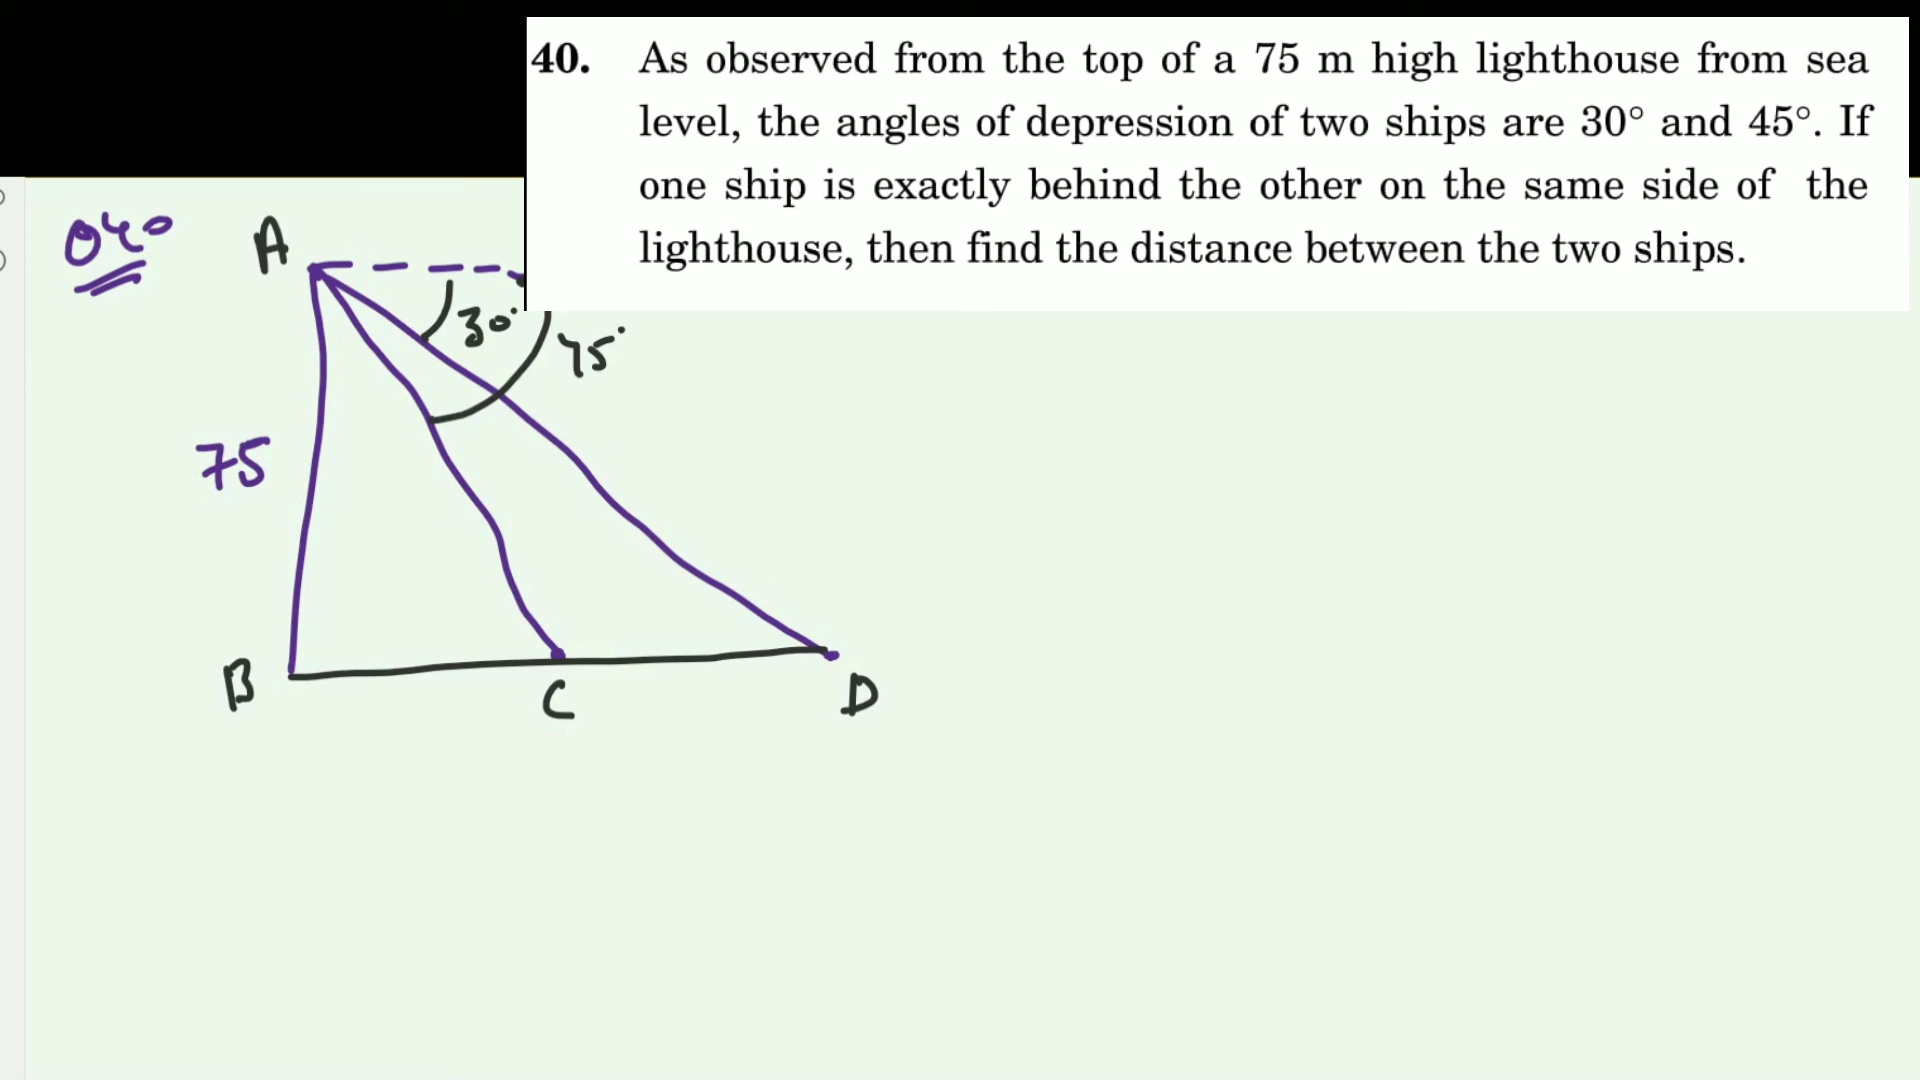 40. As observed from the top of a 75 m high lighthouse from sea
level, the angles of depression of two ships are 30° and 45°. If
one ship is exactly behind the other on the same side of the
lighthouse, then find the distance between the two ships.
Q40
A
30°
45°
75
B
C
D